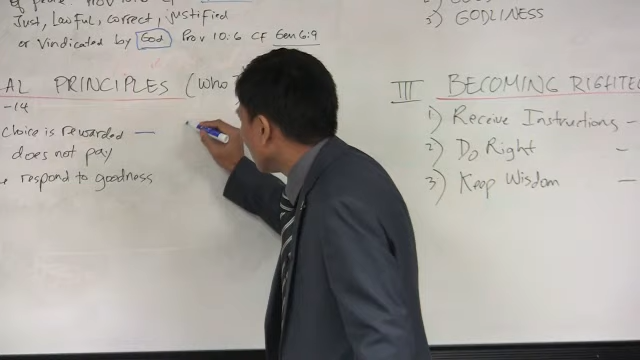 Just, Lawful, correct, justified
or vindicated by God Prov 10:6 CF Gen 6:9
AL PRINCIPLES (Who
-14
Choice is rewarded —
does not pay
respond to goodness
3) GODLINESS
III BECOMING RIGHTE
1) Receive Instructions -
2) Do Right -
3) Keep Wisdom —